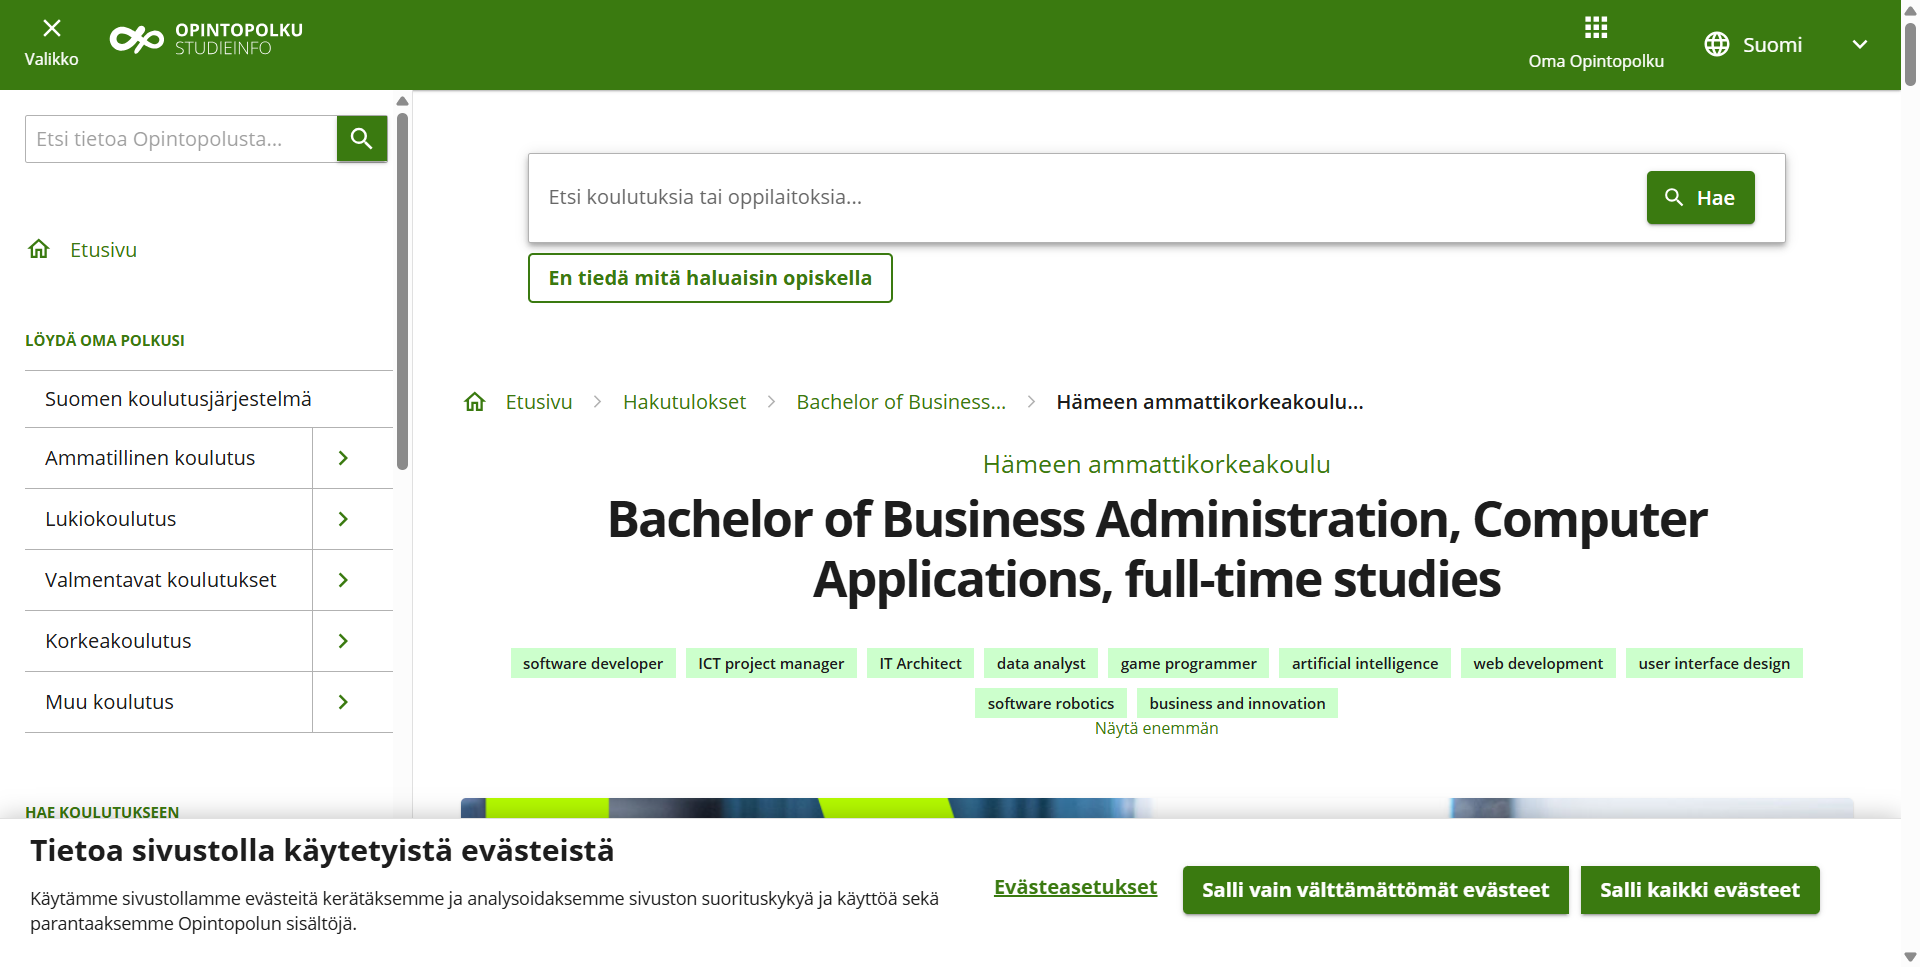 Valikko
OPINTOPOLKU
STUDIEINFO
Oma Opintopolku
Suomi
Etsi tietoa Opintopolusta...
Etusivu
LÖYDÄ OMA POLKUSI
Suomen koulutusjärjestelmä
Ammatillinen koulutus
Lukiokoulutus
Valmentavat koulutukset
Korkeakoulutus
Muu koulutus
HAE KOULUTUKSEEN
Etsi koulutuksia tai oppilaitoksia...
Hae
En tiedä mitä haluaisin opiskella
Etusivu
Hakutulokset
Bachelor of Business...
Hämeen ammattikorkeakoulu...
Hämeen ammattikorkeakoulu
Bachelor of Business Administration, Computer
Applications, full-time studies
software developer
ICT project manager
IT Architect
data analyst
game programmer
artificial intelligence
web development
user interface design
software robotics
business and innovation
Näytä enemmän
Tietoa sivustolla käytetyistä evästeistä
Käytämme sivustollamme evästeitä kerätäksemme ja analysoidaksemme sivuston suorituskykyä ja käyttöä sekä
parantaaksemme Opintopolun sisältöjä.
Evästeasetukset
Salli vain välttämättömät evästeet
Salli kaikki evästeet